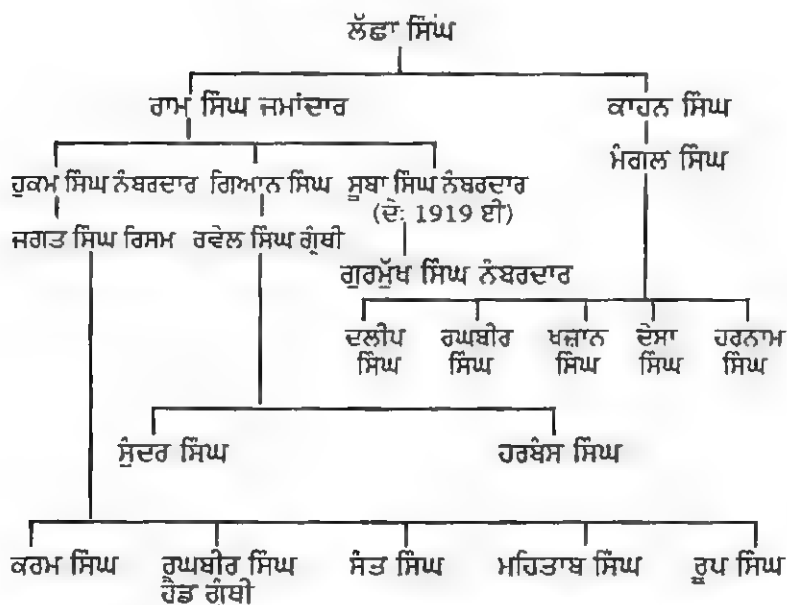 ਲੱਛਾ ਸਿੰਘ
ਰਾਮ ਸਿੰਘ ਜਮਾਂਦਾਰ ਕਾਹਨ ਸਿੰਘ
ਮੰਗਲ ਸਿੰਘ
ਹੁਕਮ ਸਿੰਘ ਨੰਬਰਦਾਰ ਗਿਆਨ ਸਿੰਘ ਸੂਬਾ ਸਿੰਘ ਨੰਬਰਦਾਰ
(ਦੇ: 1919 ਈ)
ਜਗਤ ਸਿੰਘ ਰਿਸਮ ਰਵੇਲ ਸਿੰਘ ਗ੍ਰੰਥੀ
ਗੁਰਮੁੱਖ ਸਿੰਘ ਨੰਬਰਦਾਰ
ਦਲੀਪ ਰਘਬੀਰ ਖਜ਼ਾਨ ਦੇਸਾ ਹਰਨਾਮ
ਸਿੰਘ ਸਿੰਘ ਸਿੰਘ ਸਿੰਘ ਸਿੰਘ
ਸੁੰਦਰ ਸਿੰਘ ਹਰਬੰਸ ਸਿੰਘ
ਕਰਮ ਸਿੰਘ ਰੂਘਬੀਰ ਸਿੰਘ ਸੰਤ ਸਿੰਘ ਮਹਿਤਾਬ ਸਿੰਘ ਰੂਪ ਸਿੰਘ
ਹੈਡ ਗ੍ਰੰਥੀ